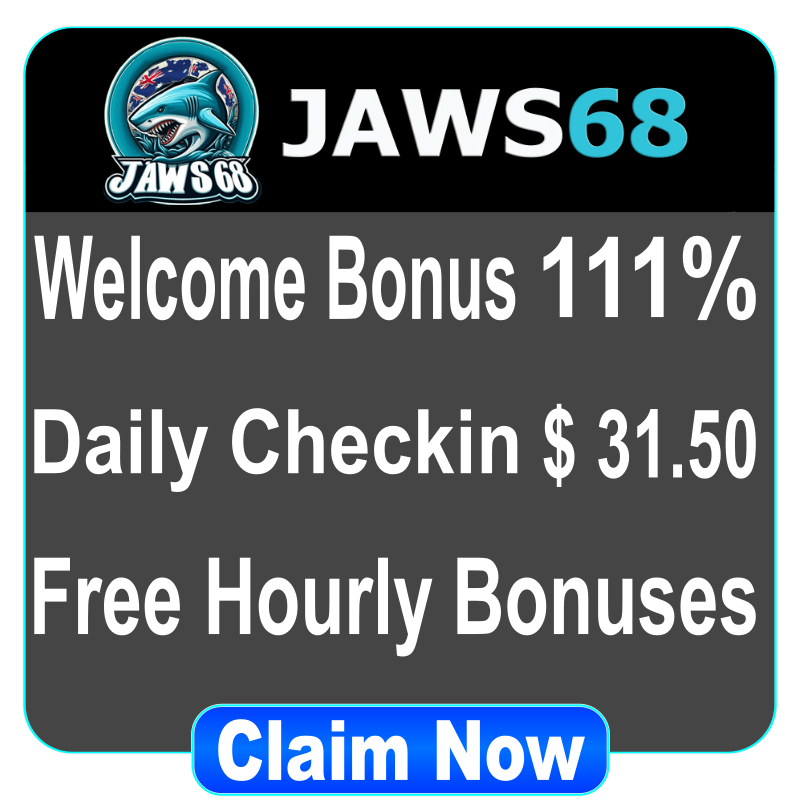 JAWS68
JAWS68
Welcome Bonus 111%
Daily Checkin $ 31.50
Free Hourly Bonuses
Claim Now